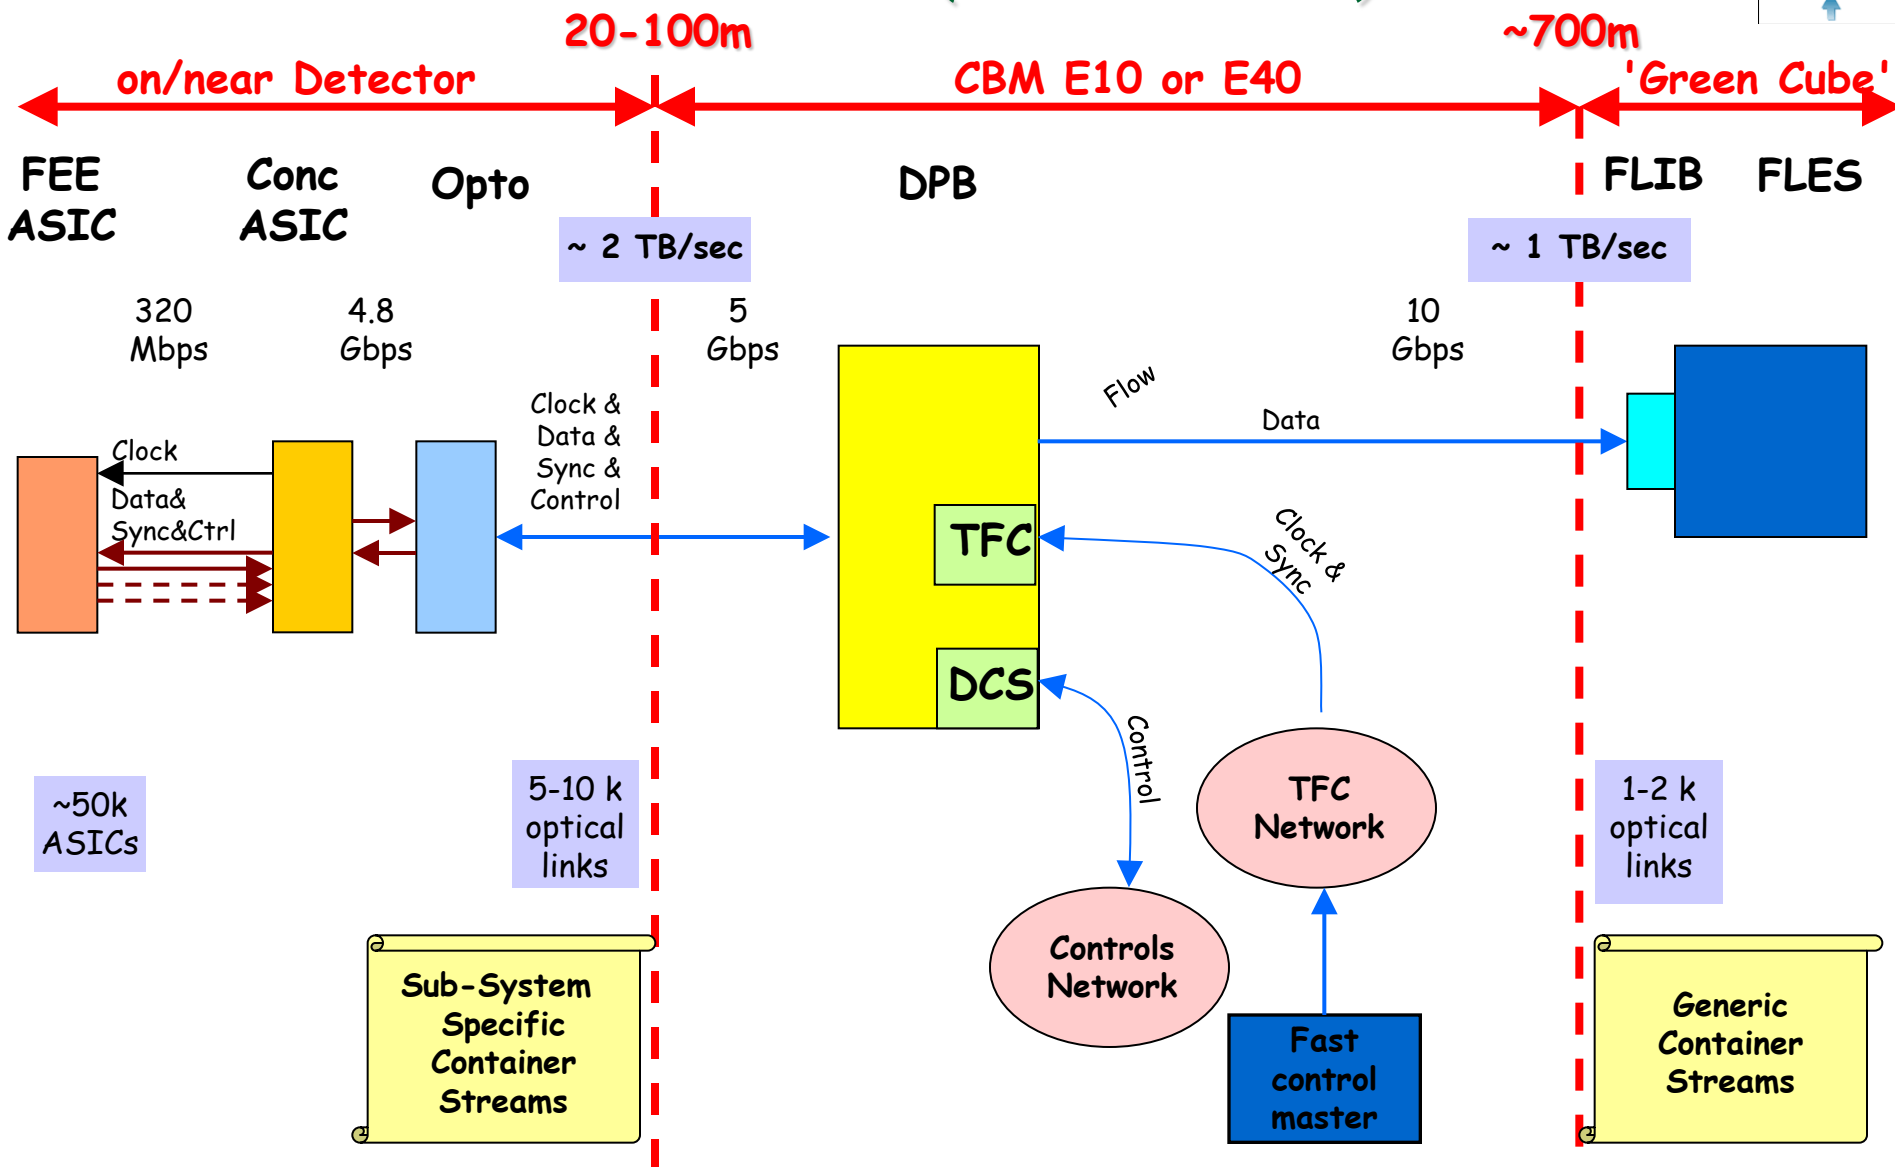 20-100m
~700m
on/near Detector
CBM E10 or E40
'Green Cube'
FEE
ASIC
Conc
ASIC
Opto
DPB
FLIB
FLES
~ 2 TB/sec
~ 1 TB/sec
320
Mbps
4.8
Gbps
5
Gbps
10
Gbps
Clock
Data&
Sync&Ctrl
Clock &
Data &
Sync &
Control
Flow
Data
TFC
Clock &
Sync
DCS
Control
~50k
ASICs
5-10 k
optical
links
TFC
Network
1-2 k
optical
links
Controls
Network
Sub-System
Specific
Container
Streams
Fast
control
master
Generic
Container
Streams